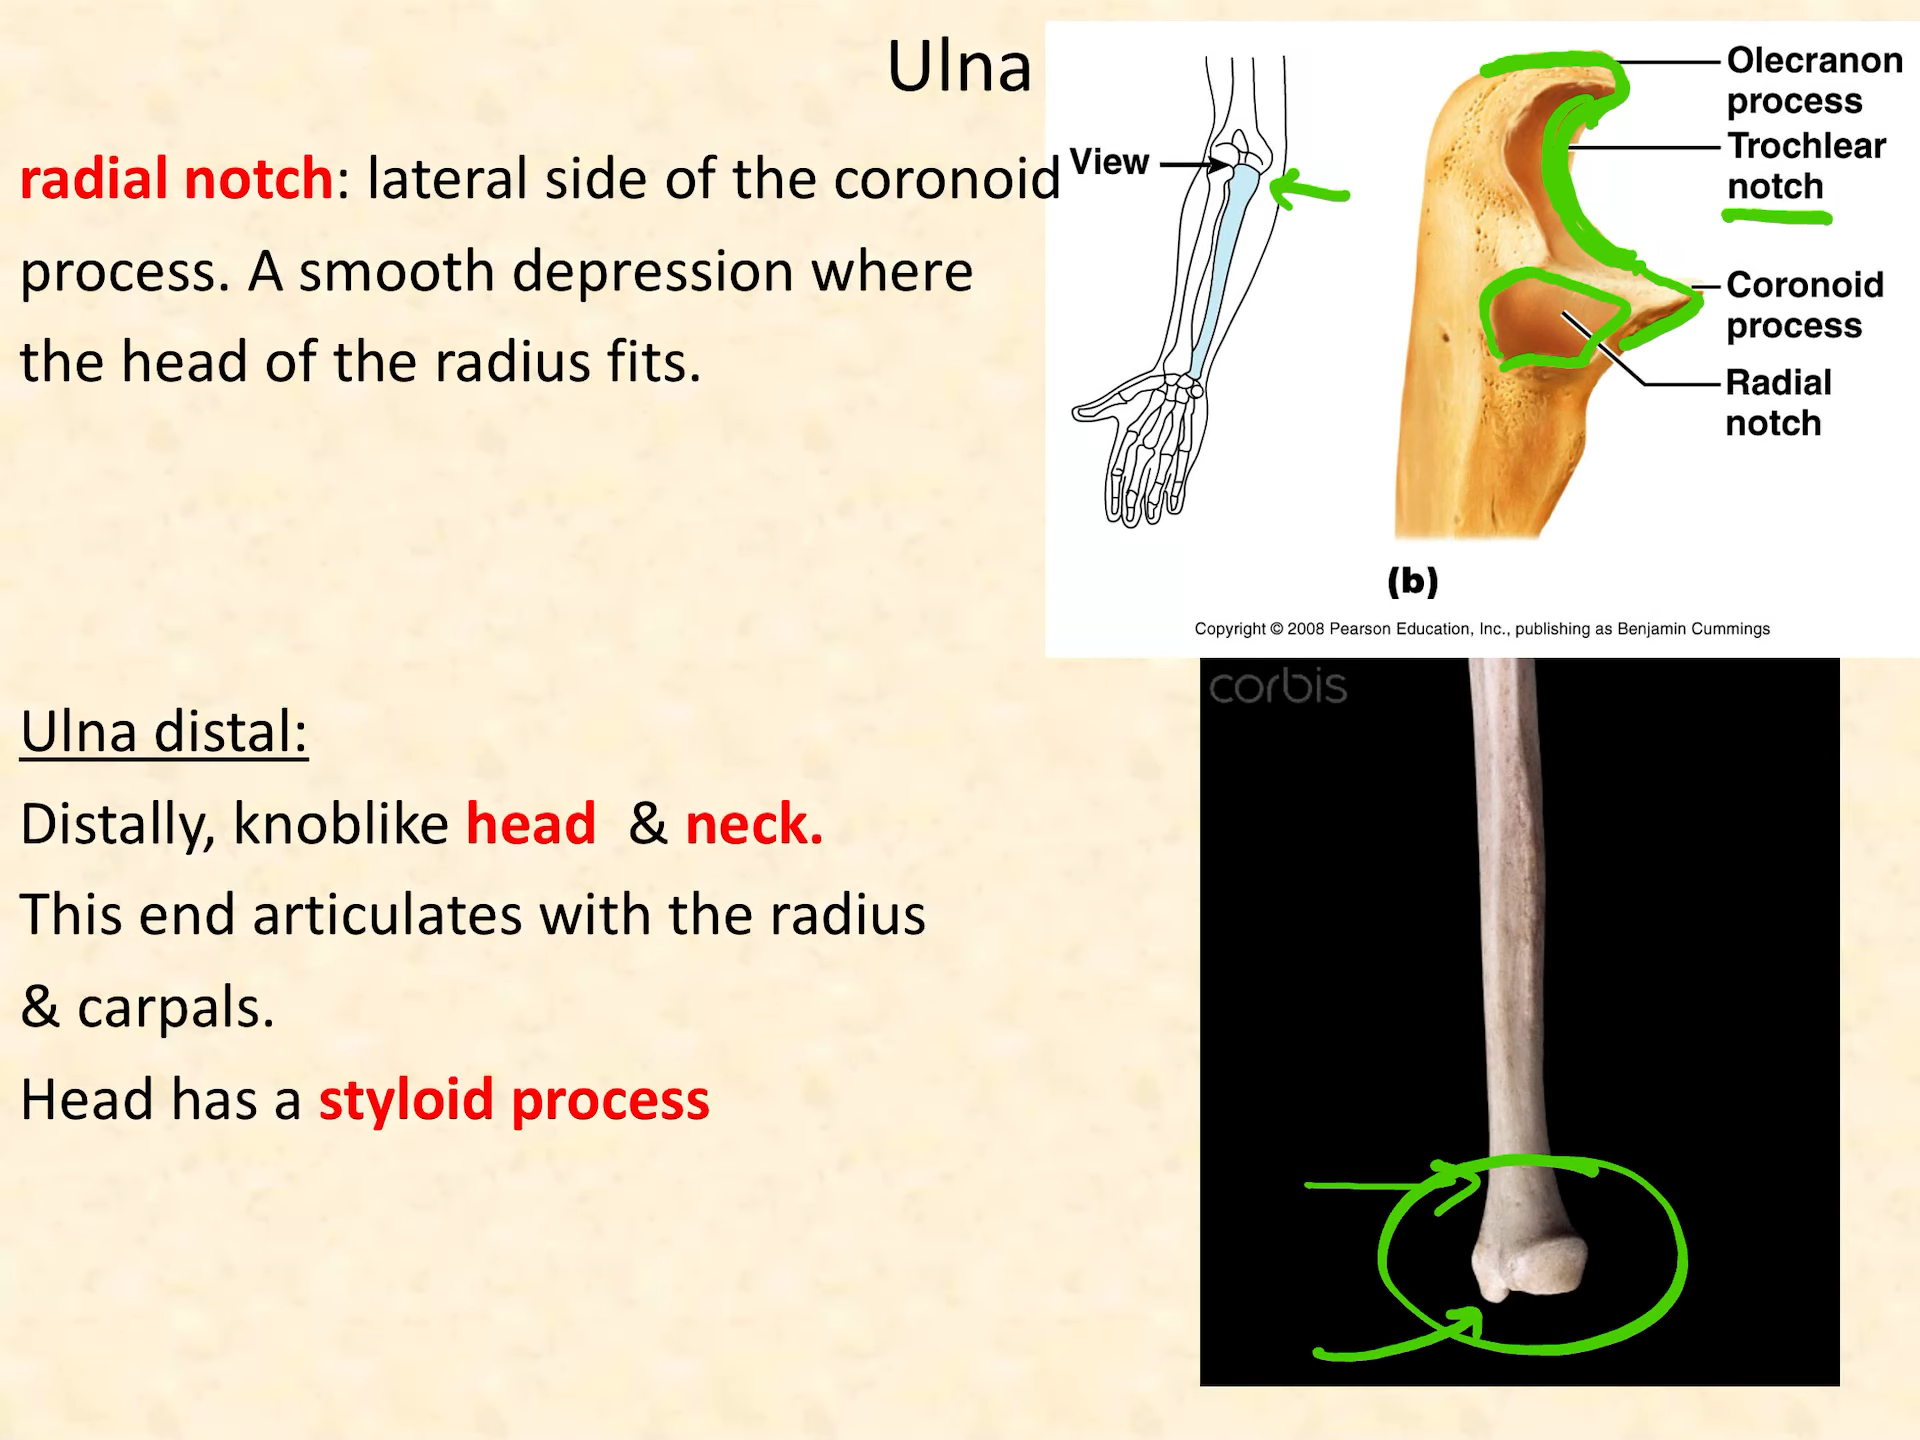 Ulna
radial notch: lateral side of the coronoid
process. A smooth depression where
the head of the radius fits.
View
Olecranon
process
Trochlear
notch
Coronoid
process
Radial
notch
(b)
Copyright © 2008 Pearson Education, Inc., publishing as Benjamin Cummings
corbis
Ulna distal:
Distally, knoblike head & neck.
This end articulates with the radius
& carpals.
Head has a styloid process